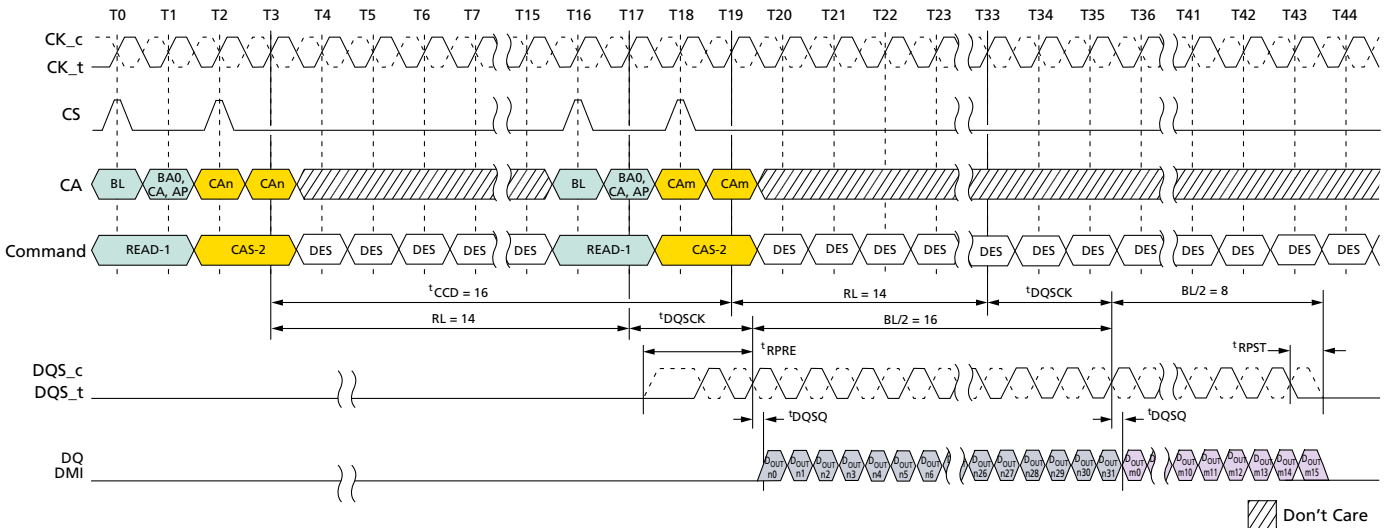 T0 T1 T2 T3 T4 T5 T6 T7 T15 T16 T17 T18 T19 T20 T21 T22 T23 T33 T34 T35 T36 T41 T42 T43 T44
CK_c
CK_t
CS
CA BL BA0, CA, AP CAn CAn BL BA0, CA, AP CAm CAm
Command READ-1 CAS-2 DES DES DES DES DES READ-1 CAS-2 DES DES DES DES DES DES DES DES DES DES DES DES
tCCD = 16 RL = 14 tDQSCK BL/2 = 8
RL = 14 tDQSCK BL/2 = 16
tRPRE tRPST
DQS_c
DQS_t
tDQSQ tDQSQ
DQ
DMI
DOUT n0 DOUT n1 DOUT n2 DOUT n3 DOUT n4 DOUT n5 DOUT n6 DOUT n26 DOUT n27 DOUT n28 DOUT n29 DOUT n30 DOUT n31 DOUT m0 DOUT m10 DOUT m11 DOUT m12 DOUT m13 DOUT m14 DOUT m15
Don't Care